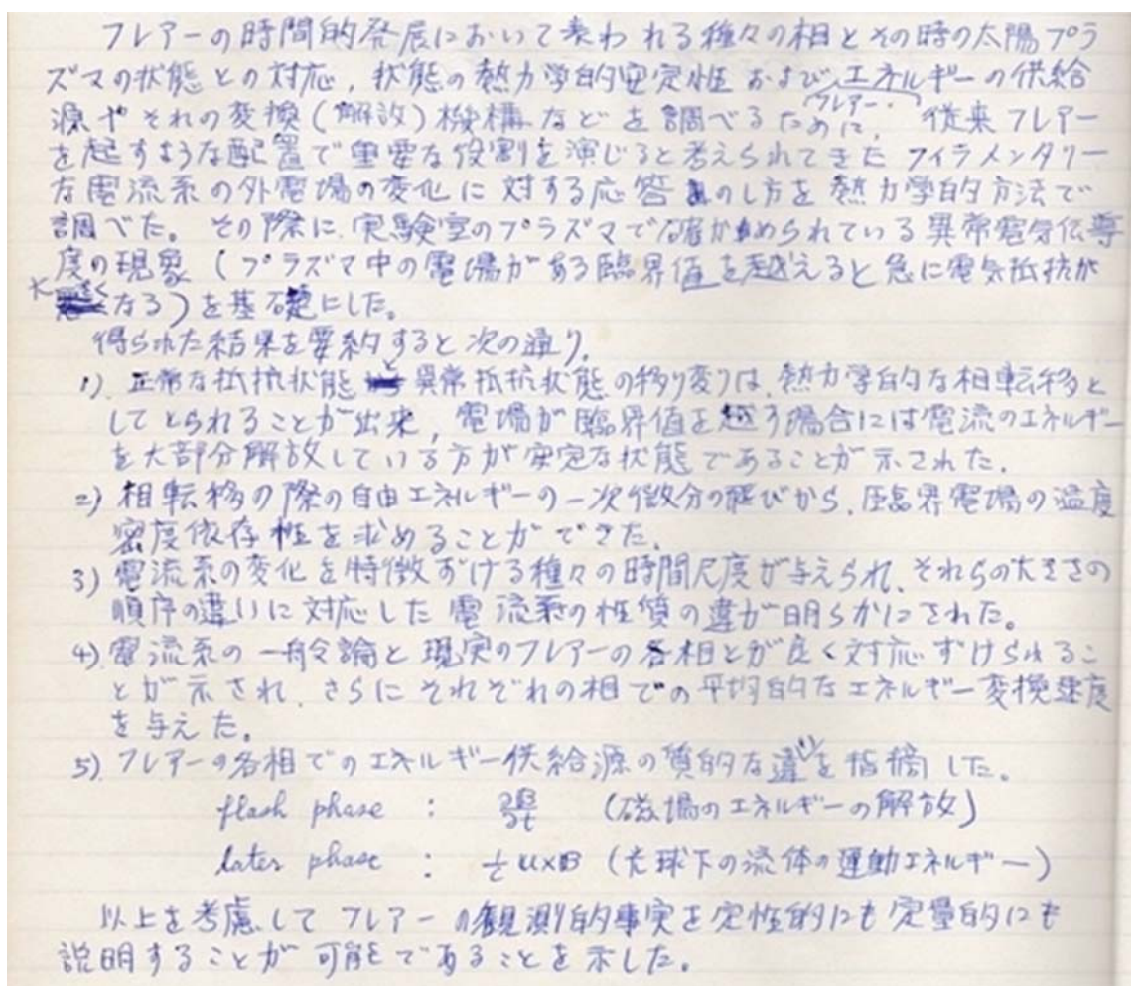 フレアーの時間的発展において表われる種々の相とその時の太陽プラ
ズマの状態との対応, 状態の熱力学的安定性 および エネルギーの供給
源や それの変換 (解放) 機構 などを調べるために, フレアー 従来 フレアー
を起すような配置で重要な役割を演じると考えられてきた フィラメンタリー
な電流系の外電場の変化に対する応答のし方を 熱力学的方法で
調べた。 その際に, 実験室のプラズマで確かめられている異常電気伝導
度の現象 (プラズマ中の電場がある臨界値を越えると急に電気抵抗が
大きくなる) を基礎にした。
得られた結果を要約すると次の通り,
1) 正常な抵抗状態と異常抵抗状態の移り変りは, 熱力学的な相転移と
してとられることが出来, 電場が臨界値を越す場合には電流のエネルギー
を大部分解放している方が安定な状態であることが示された.
2) 相転移の際の自由エネルギーの一次微分の飛びから, 臨界電場の温度
密度依存性を求めることができた.
3) 電流系の変化を特徴ずける種々の時間尺度が与えられ, それらの大きさの
順序の違いに対応した電流系の性質の違が明らかにされた。
4) 電流系の一般論と現実のフレアーの各相とが良く対応ずけられるこ
とが示され, さらにそれぞれの相での平均的なエネルギー変換速度
を与えた。
5) フレアーの各相でのエネルギー供給源の質的な違いを指摘した。
flash phase : ∂B/∂t (磁場のエネルギーの解放)
later phase : 1/c u×B (光球下の流体の運動エネルギー)
以上を考慮してフレアーの観測的事実を定性的にも定量的にも
説明することが可能であることを示した。